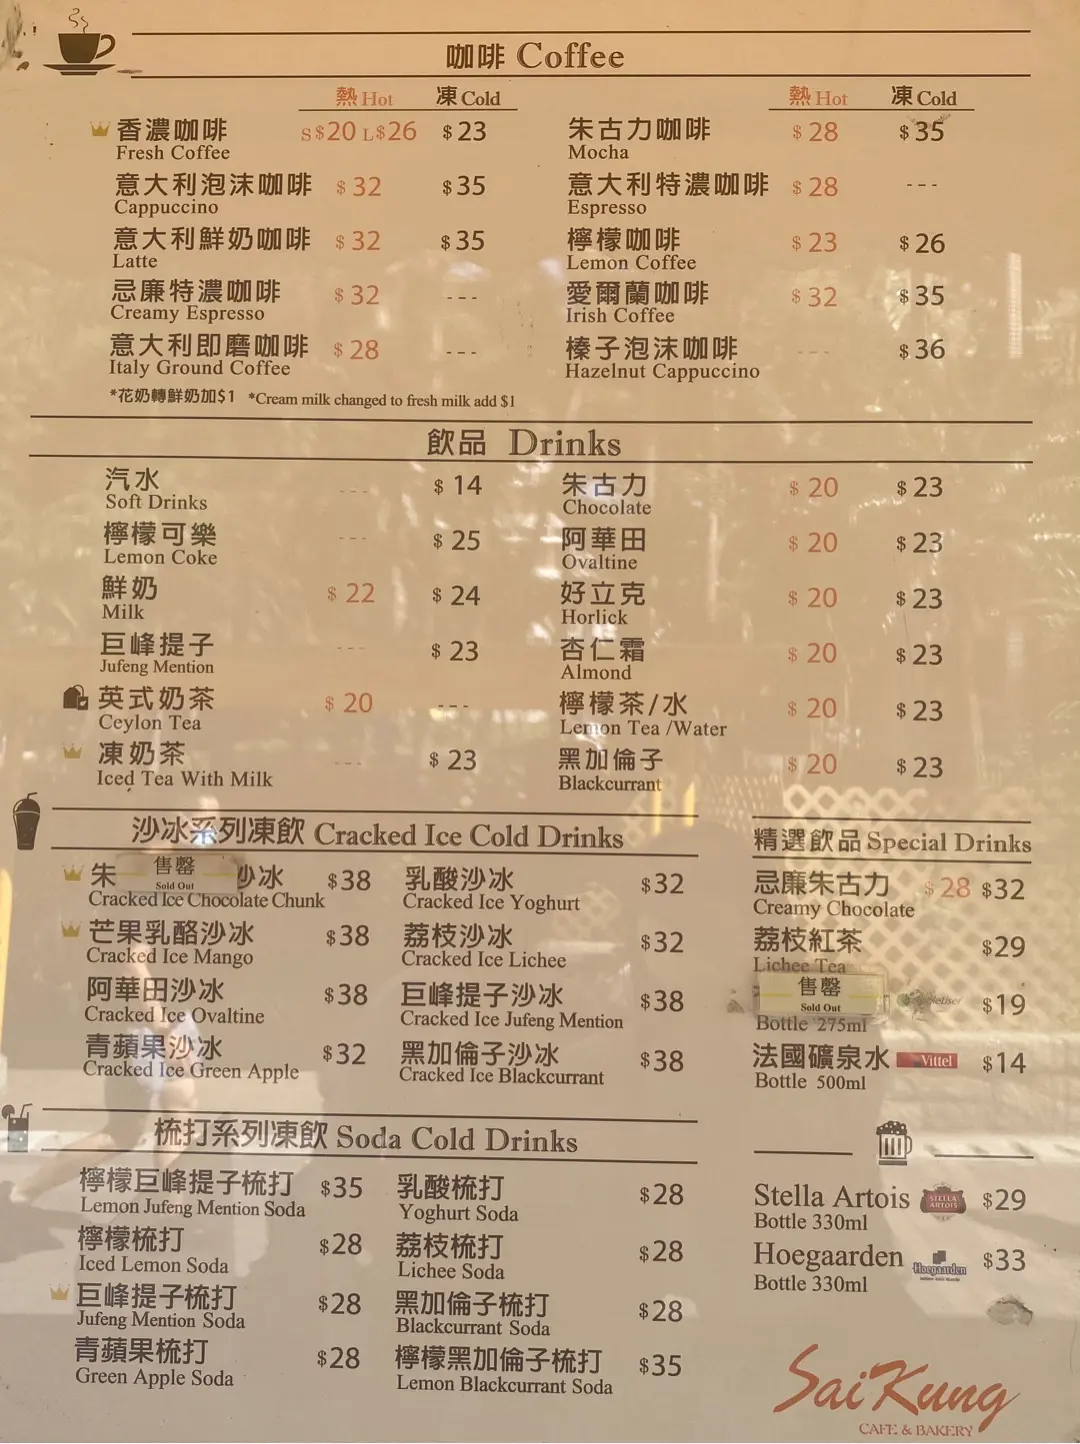 咖啡 Coffee
熱 Hot 凍 Cold
香濃咖啡 S $20 L $26 $23
Fresh Coffee
意大利泡沫咖啡 $32 $35
Cappuccino
意大利鮮奶咖啡 $32 $35
Latte
忌廉特濃咖啡 $32 ---
Creamy Espresso
意大利即磨咖啡 $28 ---
Italy Ground Coffee
*花奶轉鮮奶加$1 *Cream milk changed to fresh milk add $1
熱 Hot 凍 Cold
朱古力咖啡 $28 $35
Mocha
意大利特濃咖啡 $28 ---
Espresso
檸檬咖啡 $23 $26
Lemon Coffee
愛爾蘭咖啡 $32 $35
Irish Coffee
榛子泡沫咖啡 --- $36
Hazelnut Cappuccino
飲品 Drinks
汽水 --- $14
Soft Drinks
檸檬可樂 --- $25
Lemon Coke
鮮奶 $22 $24
Milk
巨峰提子 --- $23
Jufeng Mention
英式奶茶 $20 ---
Ceylon Tea
凍奶茶 --- $23
Iced Tea With Milk
朱古力 $20 $23
Chocolate
阿華田 $20 $23
Ovaltine
好立克 $20 $23
Horlick
杏仁霜 $20 $23
Almond
檸檬茶/水 $20 $23
Lemon Tea /Water
黑加倫子 $20 $23
Blackcurrant
沙冰系列凍飲 Cracked Ice Cold Drinks
朱 售罄 沙冰 $38
Sold Out
Cracked Ice Chocolate Chunk
芒果乳酪沙冰 $38
Cracked Ice Mango
阿華田沙冰 $38
Cracked Ice Ovaltine
青蘋果沙冰 $32
Cracked Ice Green Apple
乳酸沙冰 $32
Cracked Ice Yoghurt
荔枝沙冰 $32
Cracked Ice Lichee
巨峰提子沙冰 $38
Cracked Ice Jufeng Mention
黑加倫子沙冰 $38
Cracked Ice Blackcurrant
精選飲品 Special Drinks
忌廉朱古力 $28 $32
Creamy Chocolate
荔枝紅茶 $29
Lichee Tea
售罄 $19
Sold Out
Bottle 275ml
法國礦泉水 Vittel $14
Bottle 500ml
梳打系列凍飲 Soda Cold Drinks
檸檬巨峰提子梳打 $35
Lemon Jufeng Mention Soda
檸檬梳打 $28
Iced Lemon Soda
巨峰提子梳打 $28
Jufeng Mention Soda
青蘋果梳打 $28
Green Apple Soda
乳酸梳打 $28
Yoghurt Soda
荔枝梳打 $28
Lichee Soda
黑加倫子梳打 $28
Blackcurrant Soda
檸檬黑加倫子梳打 $35
Lemon Blackcurrant Soda
Stella Artois STELLA ARTOIS $29
Bottle 330ml
Hoegaarden Hoegaarden $33
Bottle 330ml
Sai Kung
CAFE & BAKERY